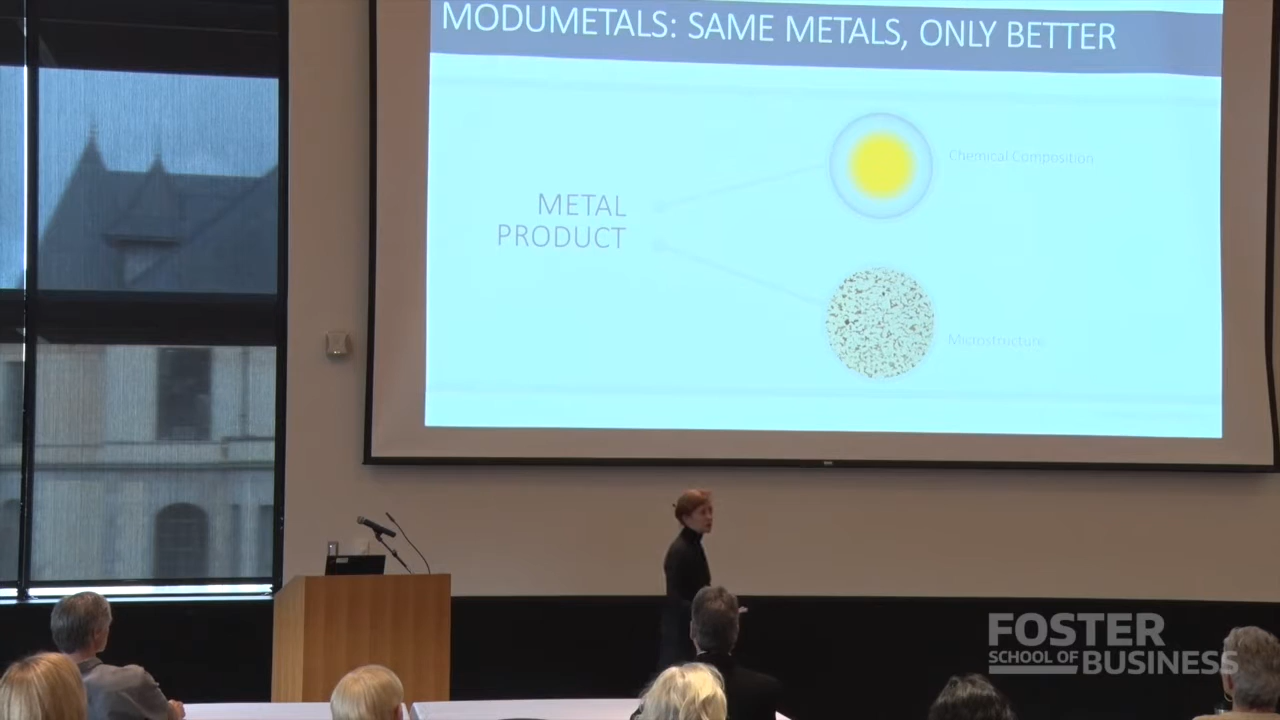 MODUMETALS: SAME METALS, ONLY BETTER
Chemical Composition
METAL
PRODUCT
Microstructure
FOSTER
SCHOOL OF BUSINESS